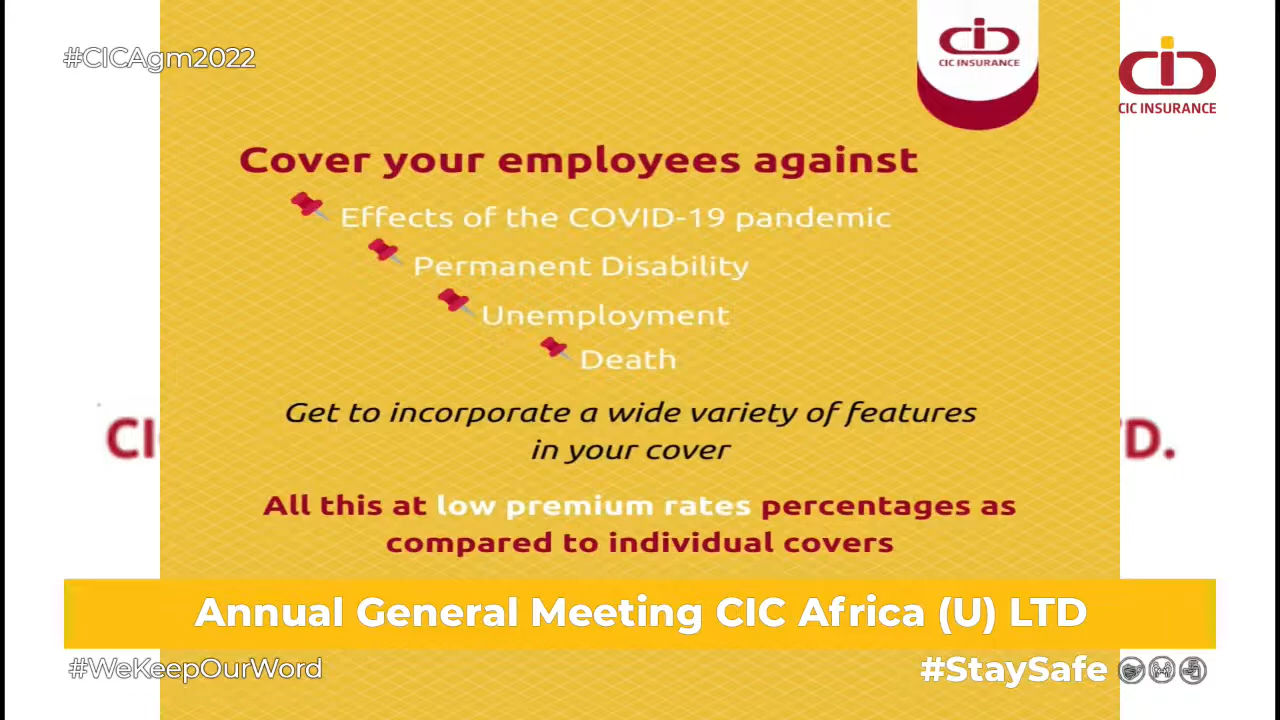 #CICAgm2022
CIC INSURANCE
CIC INSURANCE
Cover your employees against
Effects of the COVID-19 pandemic
Permanent Disability
Unemployment
Death
Get to incorporate a wide variety of features
in your cover
CI
D.
All this at low premium rates percentages as
compared to individual covers
Annual General Meeting CIC Africa (U) LTD
#WeKeepOurWord
#StaySafe